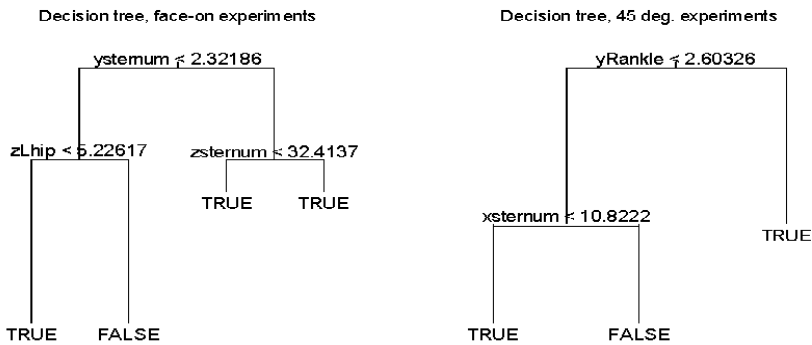 Decision tree, face-on experiments
ysternum < 2.32186
zLhip < 5.22617
zsternum < 32.4137
TRUE TRUE
TRUE FALSE
Decision tree, 45 deg. experiments
yRankle < 2.60326
xsternum < 10.8222
TRUE
TRUE FALSE